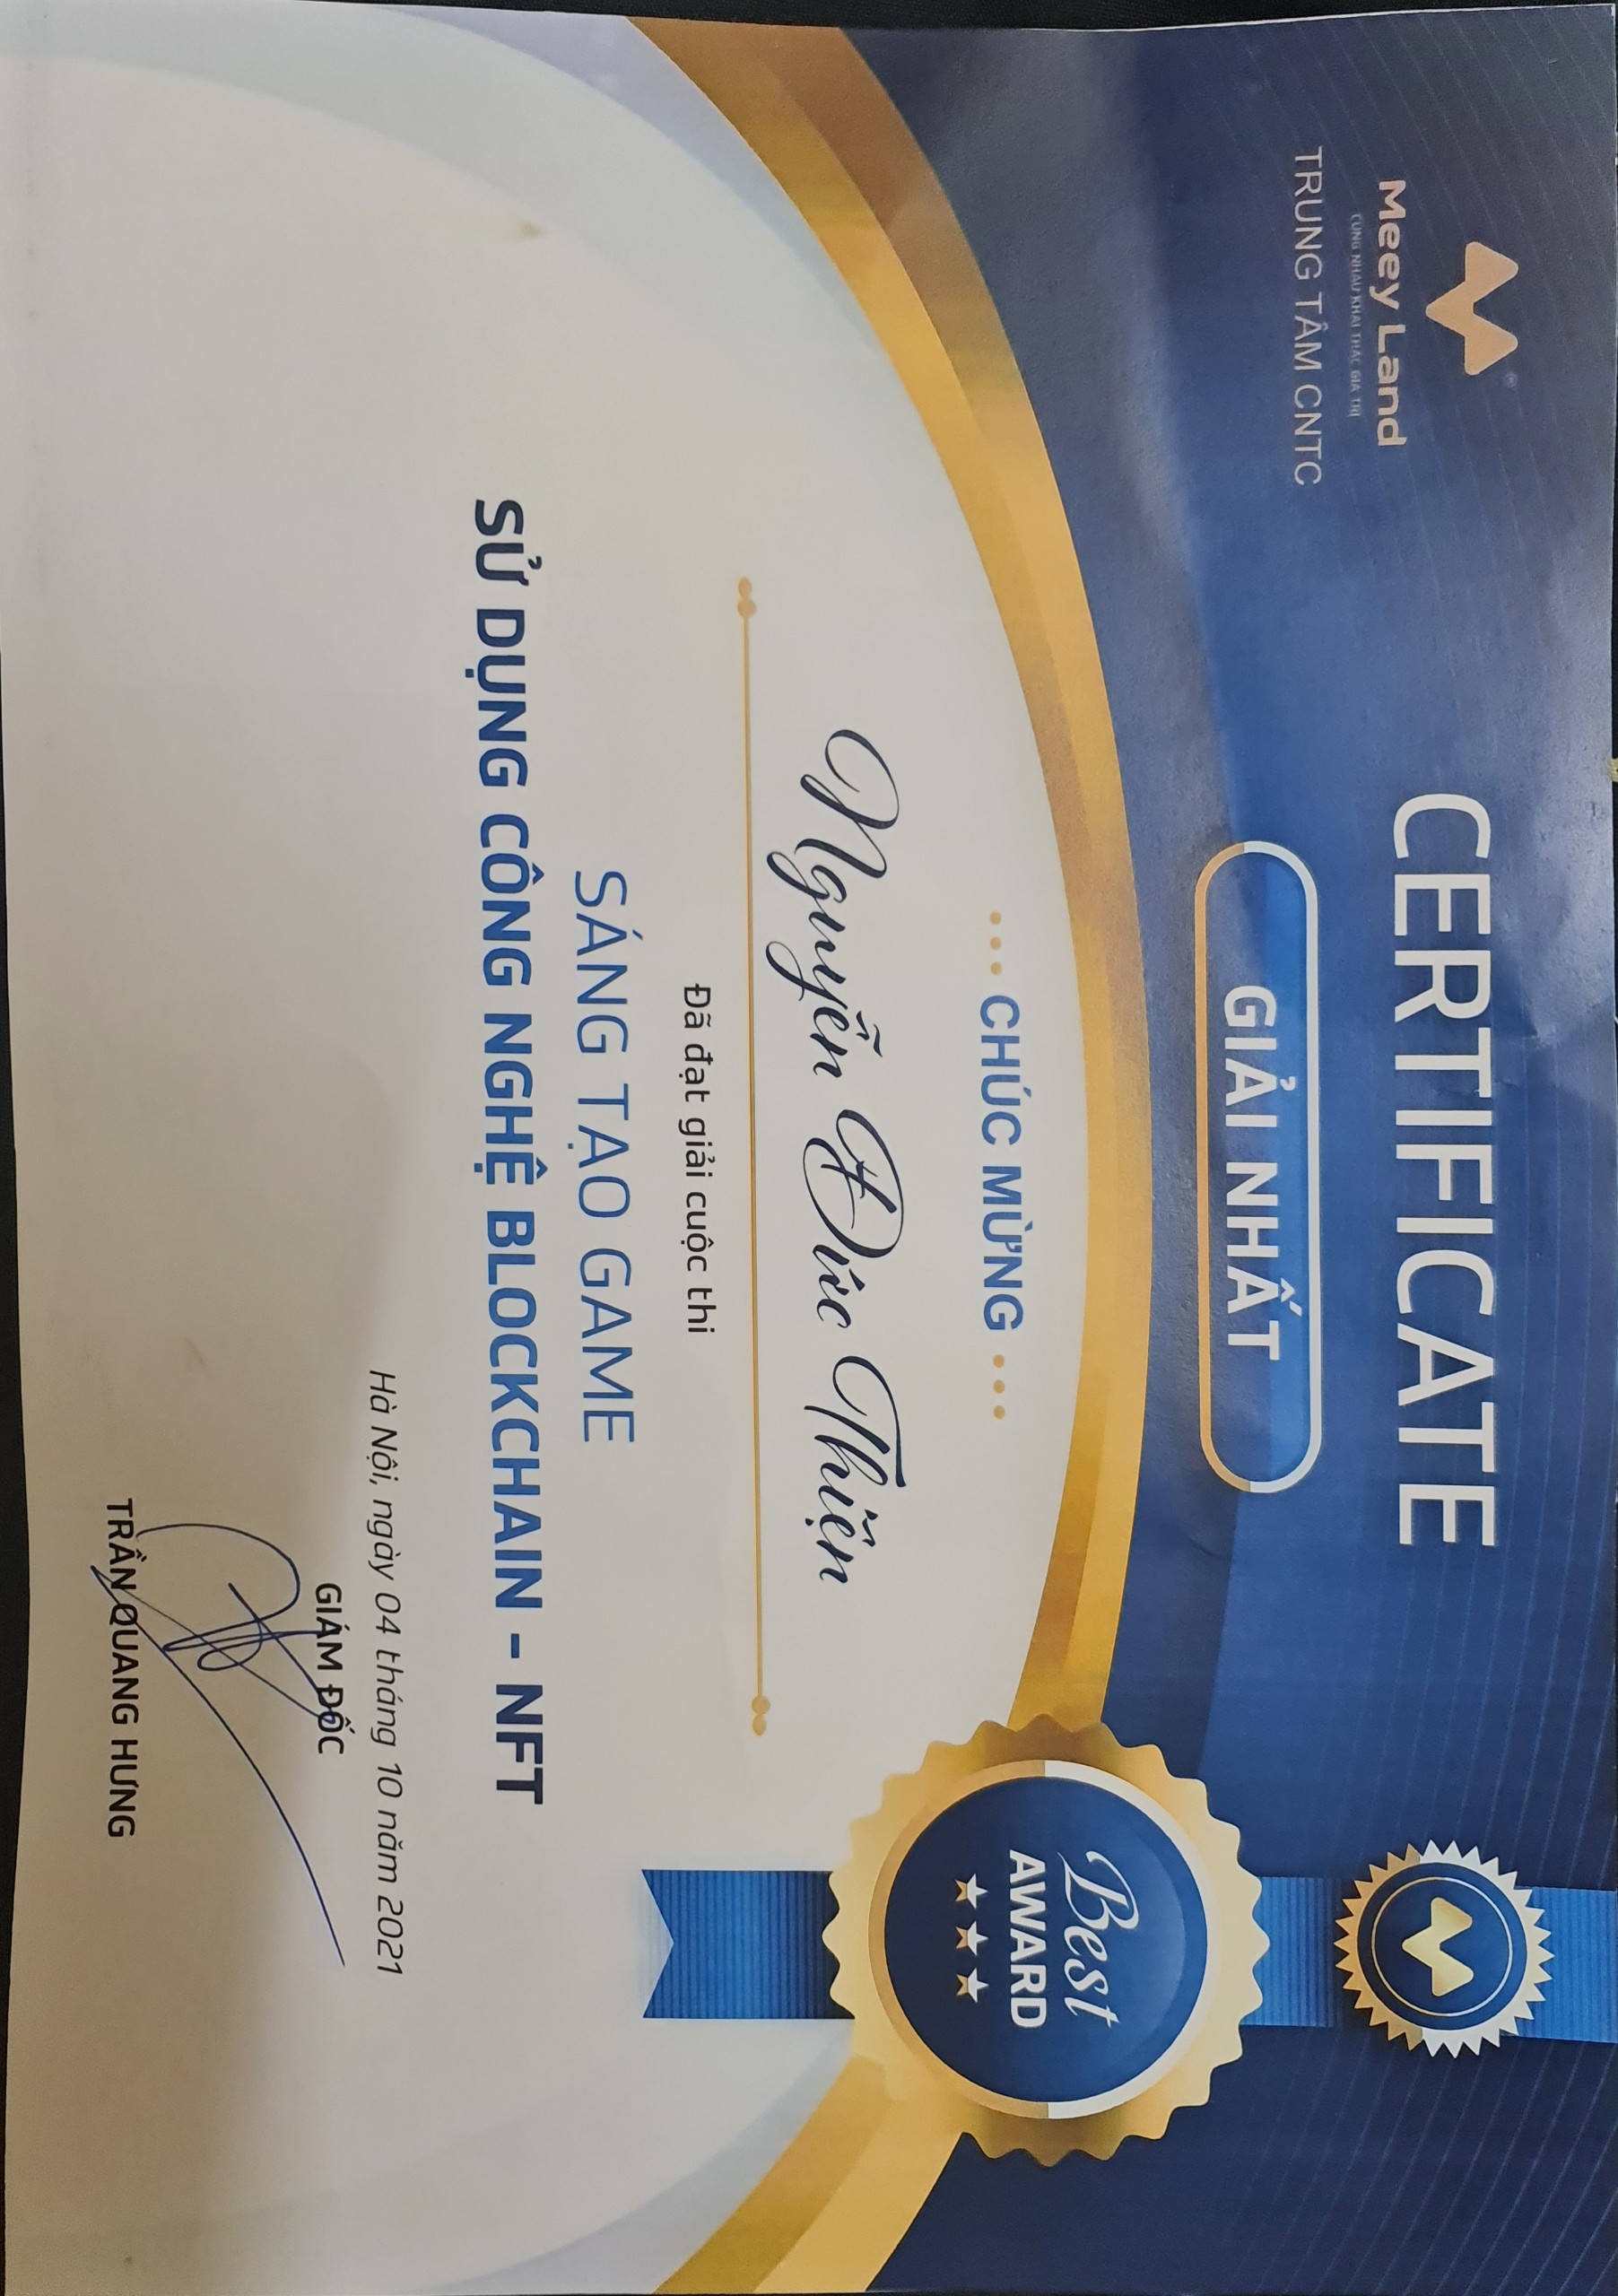 Meey Land
CÙNG NHAU KHAI THÁC GIÁ TRỊ
TRUNG TÂM CNTC
CERTIFICATE
GIẢI NHẤT
CHÚC MỪNG
Nguyễn Đức Thiện
Đã đạt giải cuộc thi
SÁNG TẠO GAME
SỬ DỤNG CÔNG NGHỆ BLOCKCHAIN - NFT
Best
AWARD
Hà Nội, ngày 04 tháng 10 năm 2021
GIÁM ĐỐC
TRẦN QUANG HƯNG